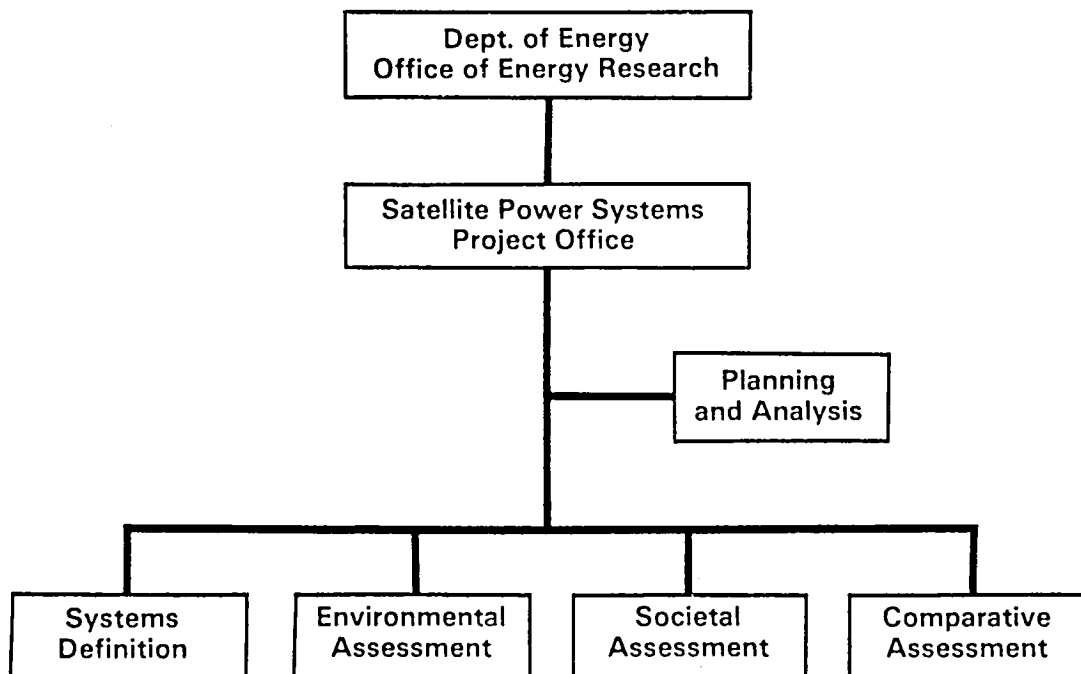 Dept. of Energy
Office of Energy Research
Satellite Power Systems
Project Office
Planning
and Analysis
Systems
Definition
Environmental
Assessment
Societal
Assessment
Comparative
Assessment